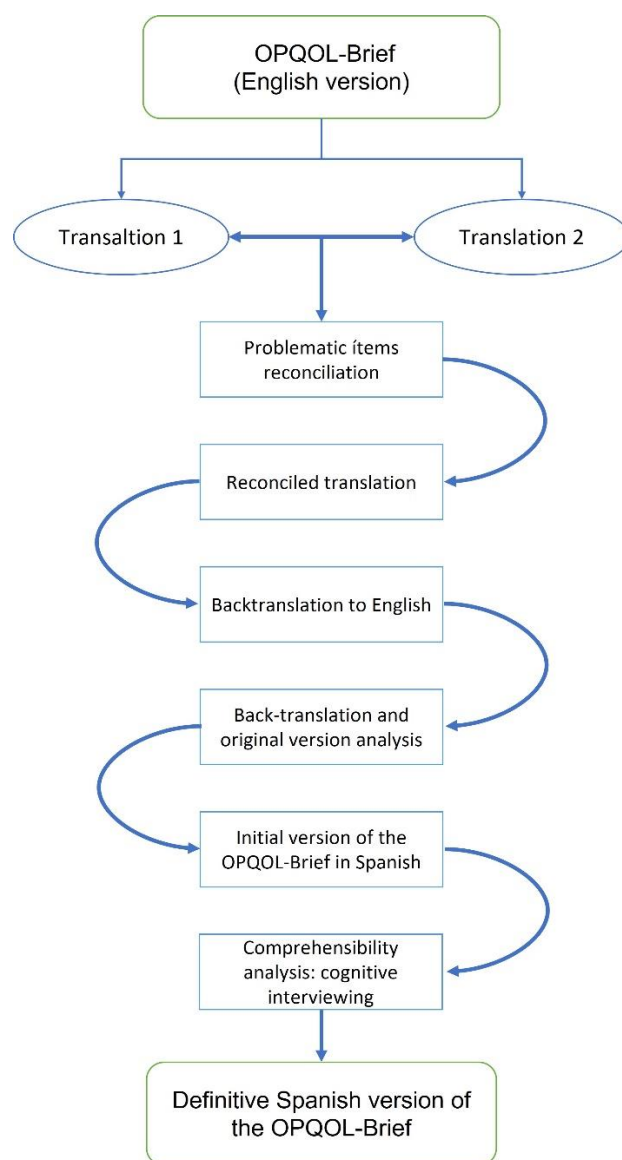 OPQOL-Brief
(English version)
Transaltion 1
Translation 2
Problematic ítems
reconciliation
Reconciled translation
Backtranslation to English
Back-translation and
original version analysis
Initial version of the
OPQOL-Brief in Spanish
Comprehensibility
analysis: cognitive
interviewing
Definitive Spanish version of
the OPQOL-Brief